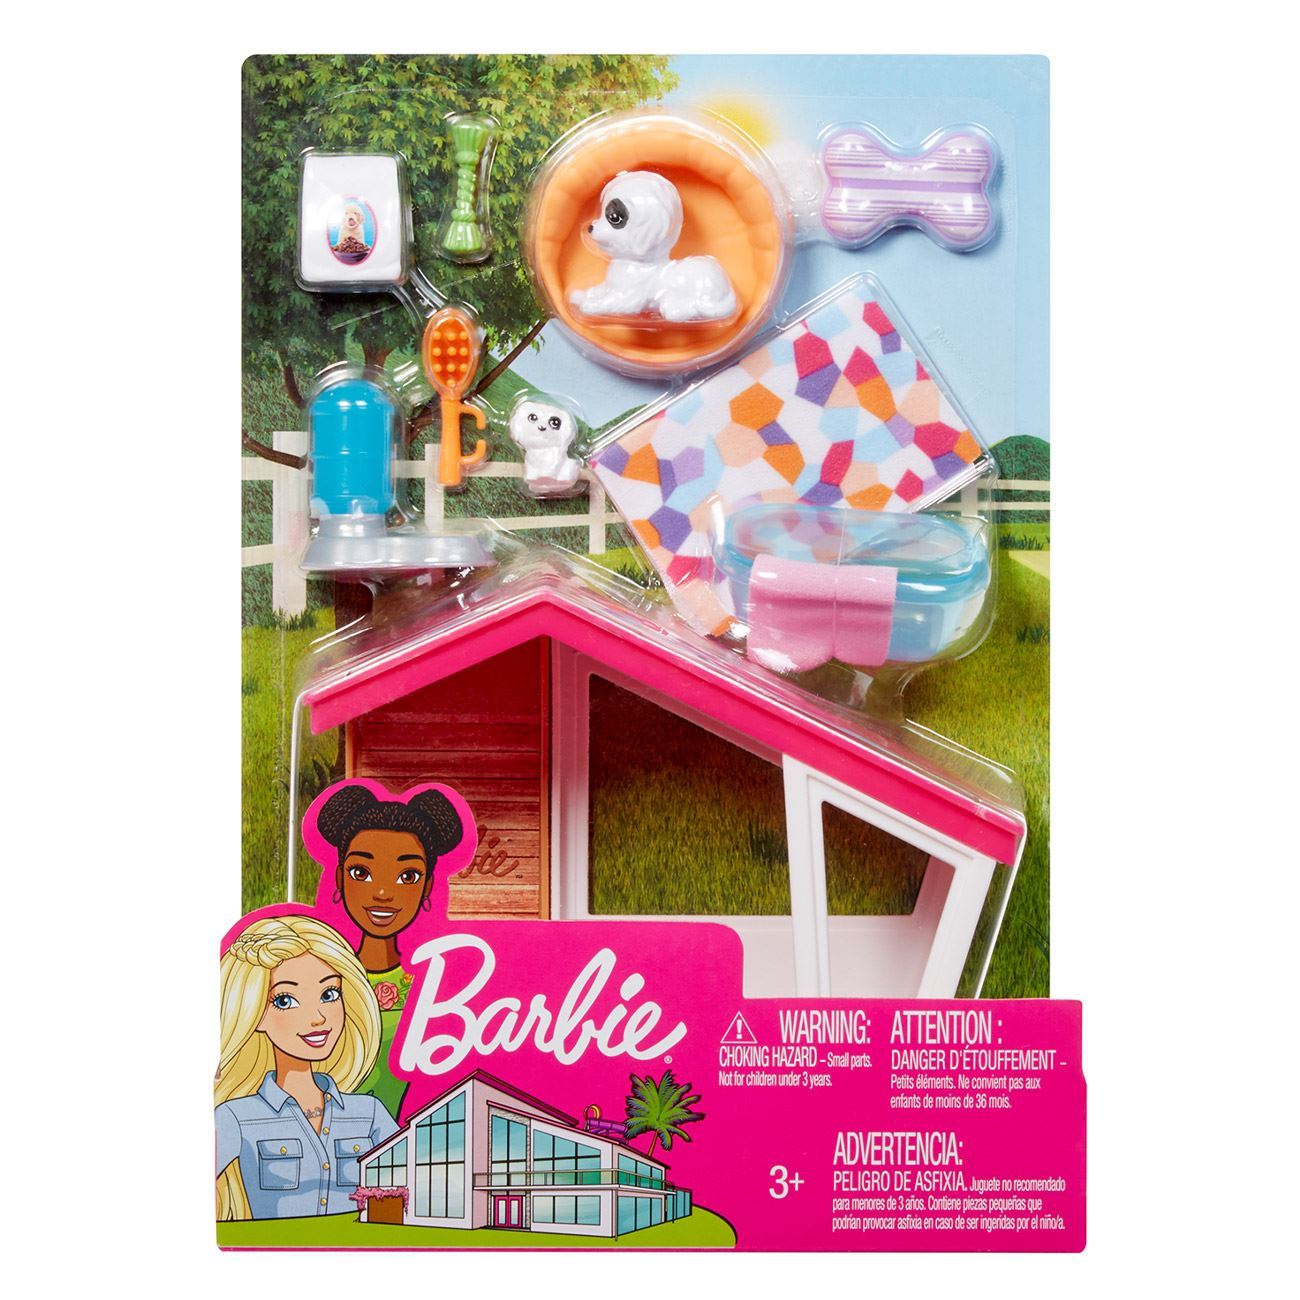 bie
Barbie®
WARNING:
CHOKING HAZARD – Small parts.
Not for children under 3 years.
ATTENTION :
DANGER D'ÉTOUFFEMENT –
Petits éléments. Ne convient pas aux
enfants de moins de 36 mois.
3+
ADVERTENCIA:
PELIGRO DE ASFIXIA. Juguete no recomendado
para menores de 3 años. Contiene piezas pequeñas que
podrían provocar asfixia en caso de ser ingeridas por el niño/a.